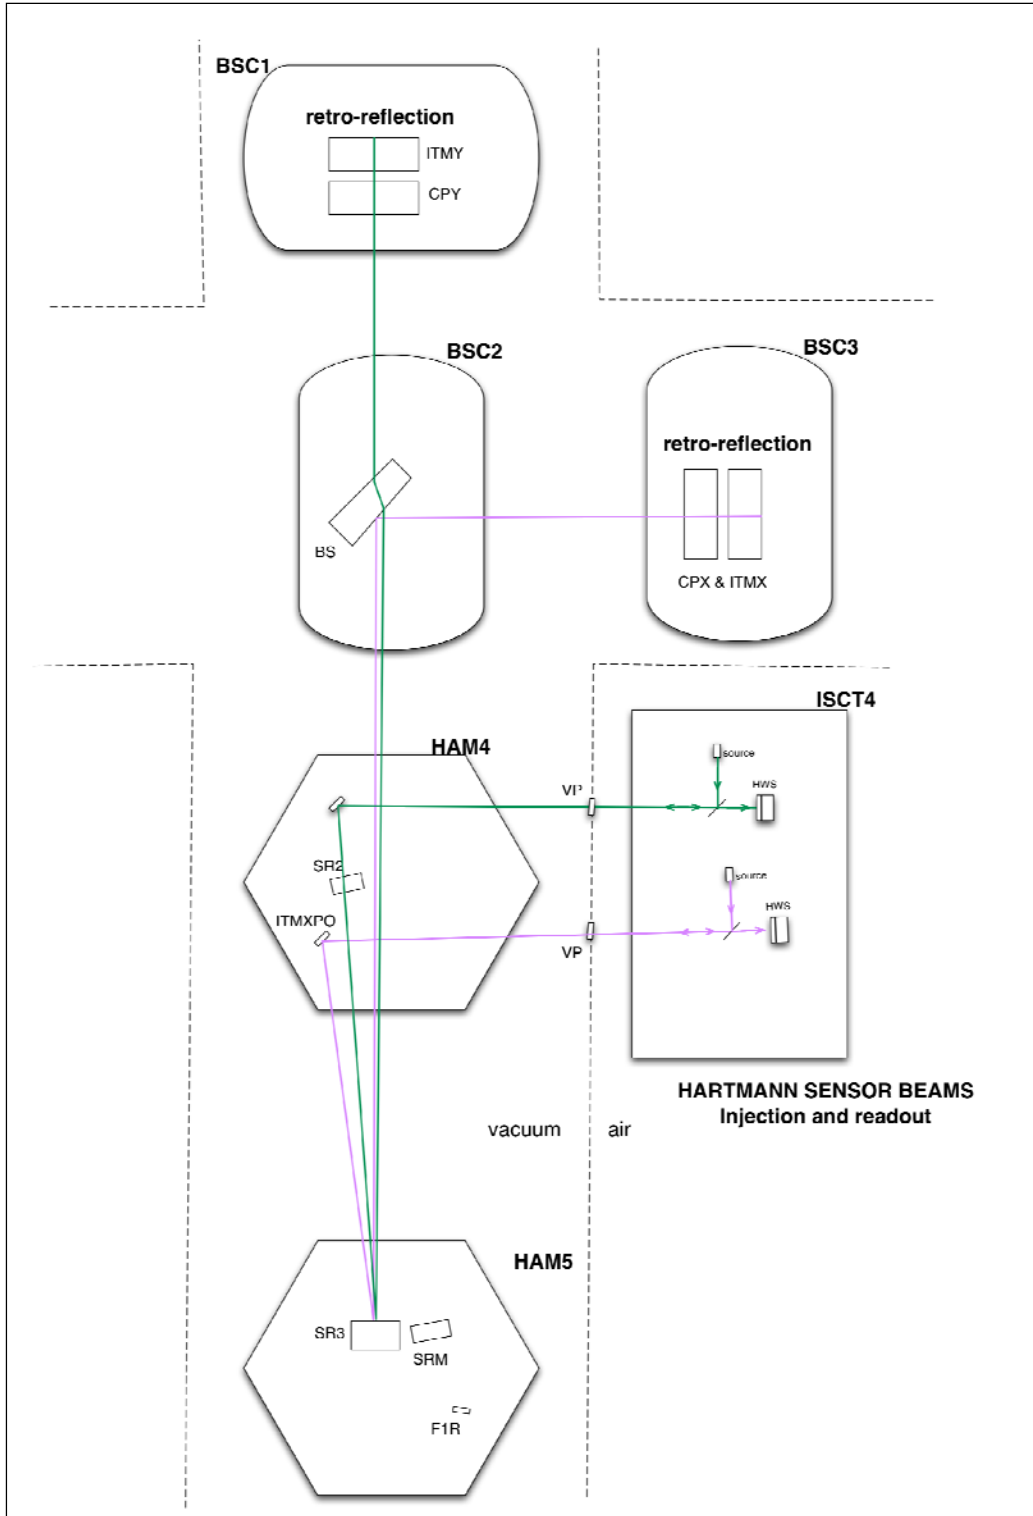 BSC1
retro-reflection
ITMY
CPY
BSC2
BSC3
retro-reflection
BS
CPX & ITMX
ISCT4
HAM4
source
VP
HWS
SR2
source
ITMXPO
HWS
VP
HARTMANN SENSOR BEAMS
Injection and readout
vacuum
air
HAM5
SR3
SRM
F1R